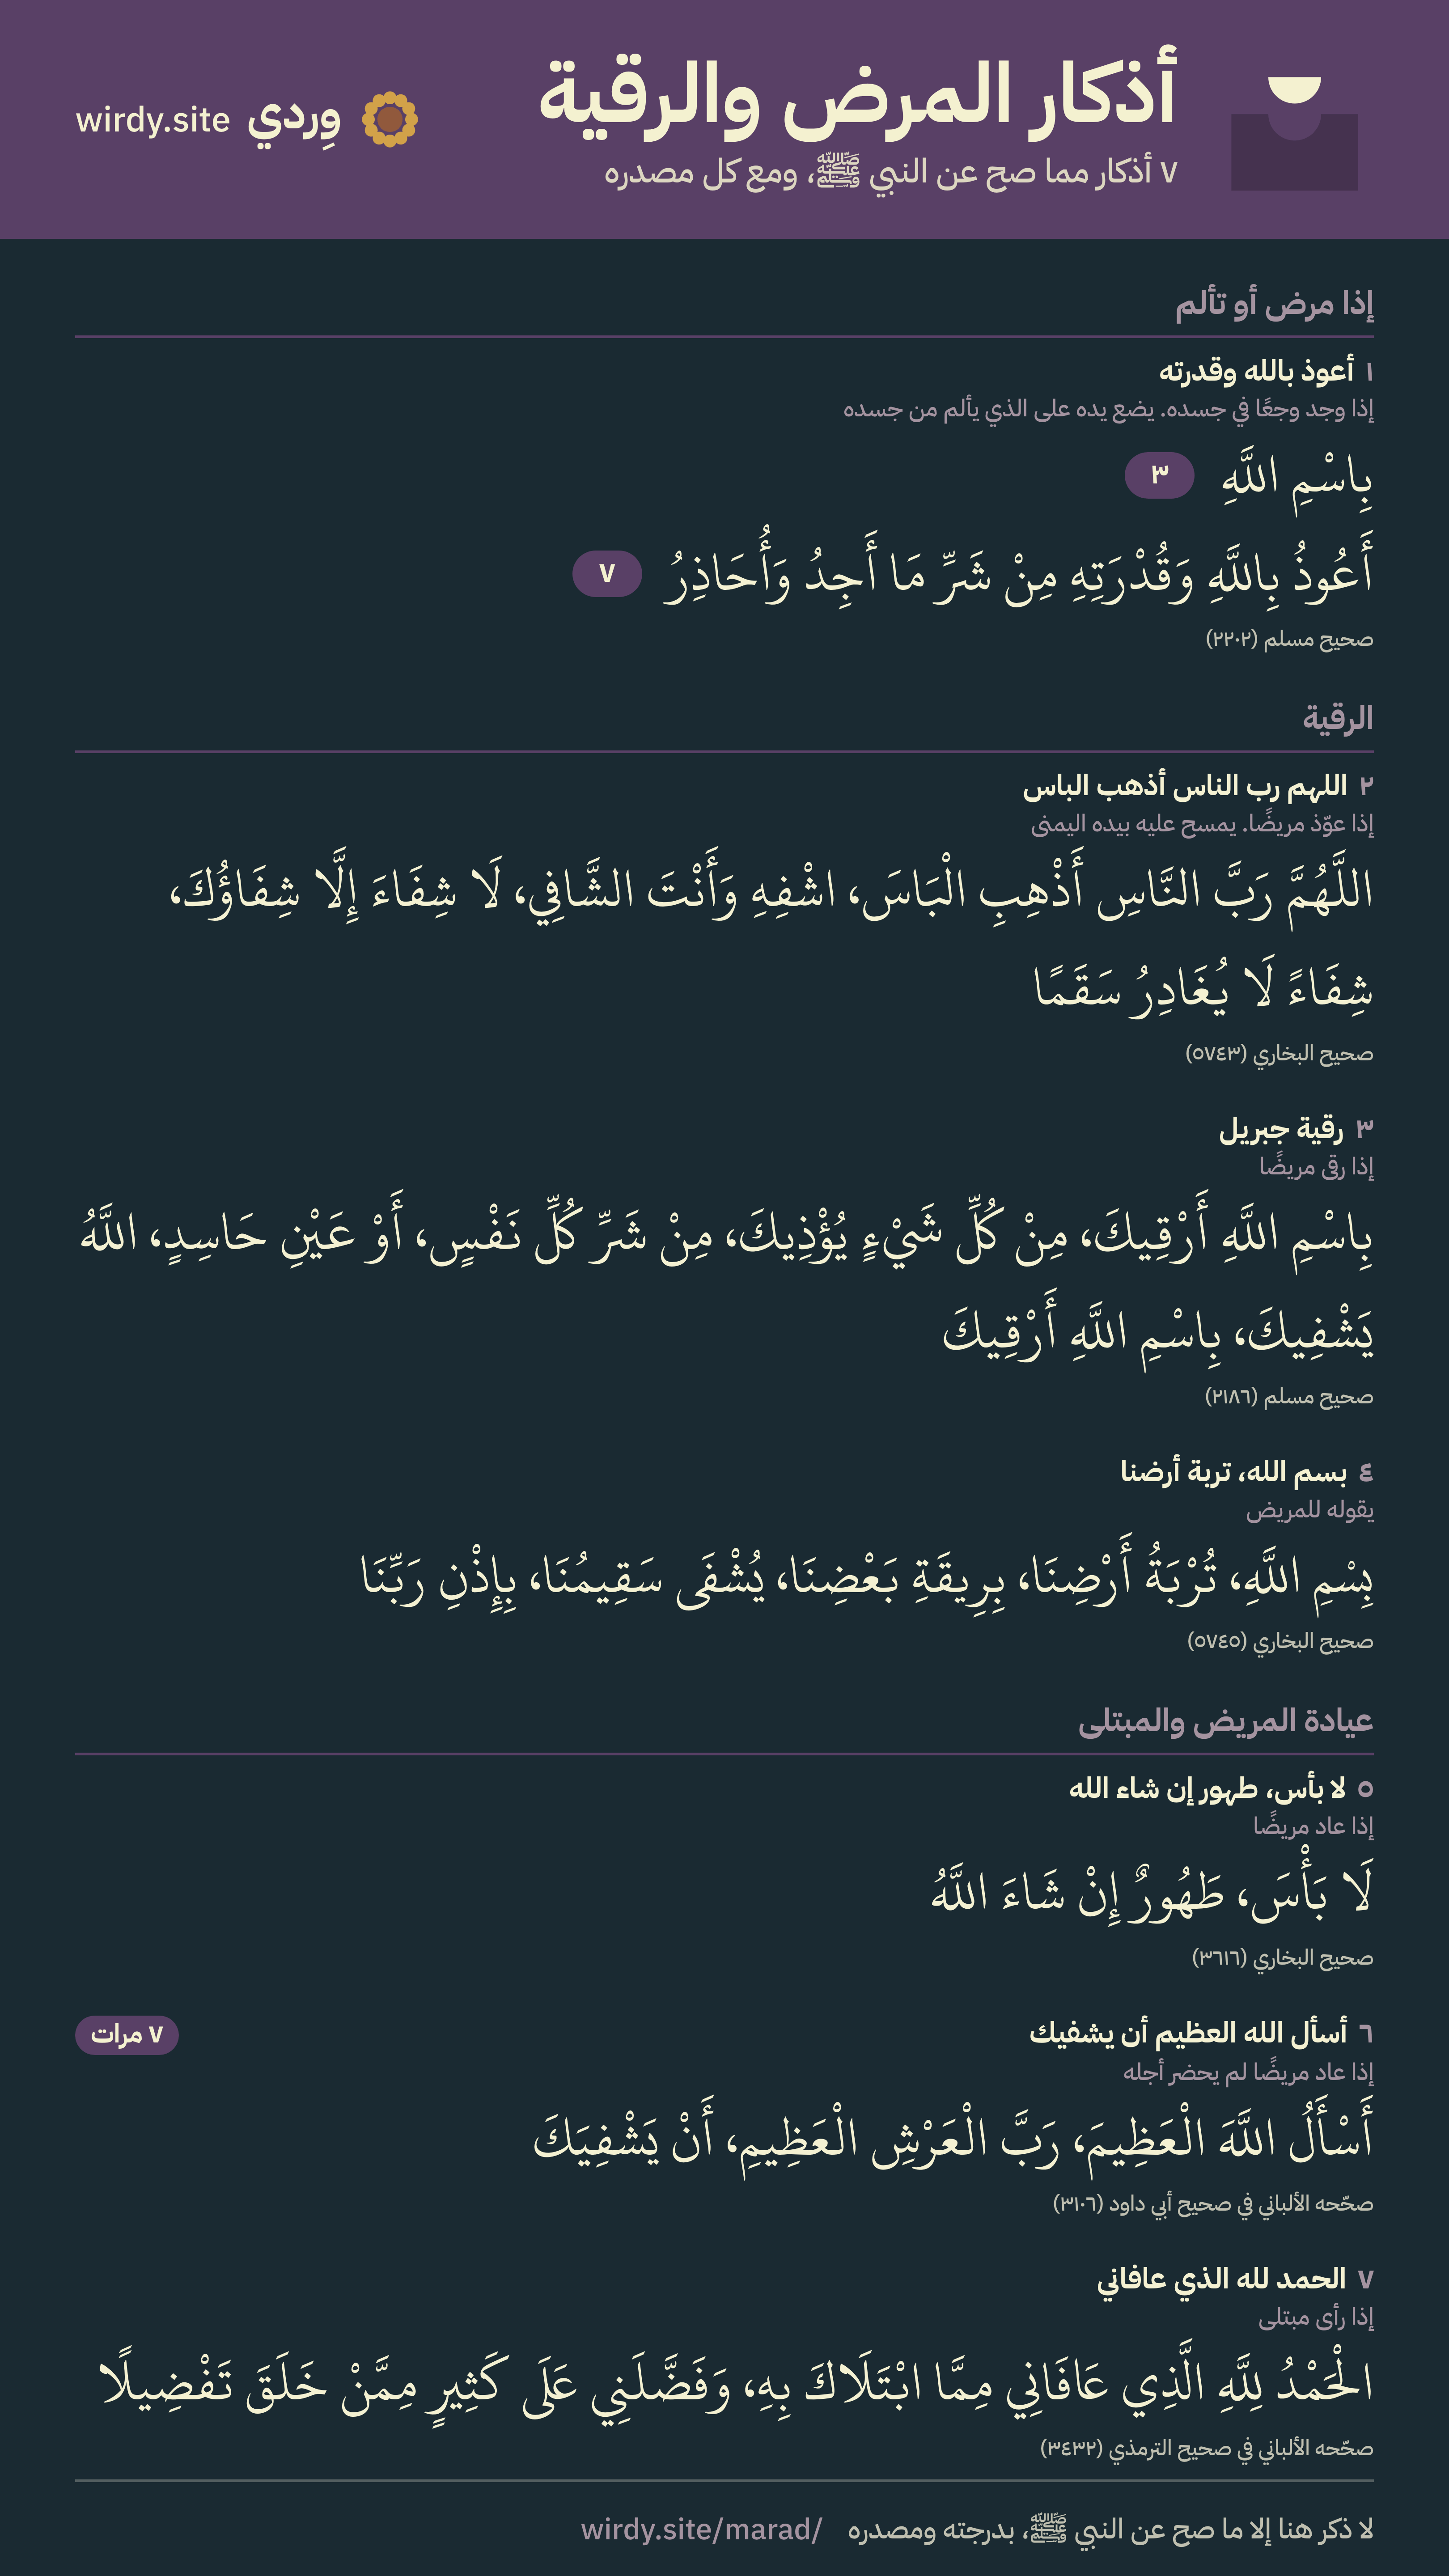 أذكار المرض والرقية
٧ أذكار مما صح عن النبي ﷺ، ومع كل مصدره
وِردي wirdy.site
إذا مرض أو تألم
١ أعوذ بالله وقدرته
إذا وجد وجعًا في جسده. يضع يده على الذي يألم من جسده
بِاسْمِ اللَّهِ ٣
أَعُوذُ بِاللَّهِ وَقُدْرَتِهِ مِنْ شَرِّ مَا أَجِدُ وَأُحَاذِرُ ٧
صحيح مسلم (٢٢٠٢)
الرقية
٢ اللهم رب الناس أذهب الباس
إذا عوّذ مريضًا. يمسح عليه بيده اليمنى
اللَّهُمَّ رَبَّ النَّاسِ أَذْهِبِ الْبَاسَ، اشْفِهِ وَأَنْتَ الشَّافِي، لَا شِفَاءَ إِلَّا شِفَاؤُكَ،
شِفَاءً لَا يُغَادِرُ سَقَمًا
صحيح البخاري (٥٧٤٣)
٣ رقية جبريل
إذا رقى مريضًا
بِاسْمِ اللَّهِ أَرْقِيكَ، مِنْ كُلِّ شَيْءٍ يُؤْذِيكَ، مِنْ شَرِّ كُلِّ نَفْسٍ، أَوْ عَيْنِ حَاسِدٍ، اللَّهُ
يَشْفِيكَ، بِاسْمِ اللَّهِ أَرْقِيكَ
صحيح مسلم (٢١٨٦)
٤ بسم الله، تربة أرضنا
يقوله للمريض
بِسْمِ اللَّهِ، تُرْبَةُ أَرْضِنَا، بِرِيقَةِ بَعْضِنَا، يُشْفَى سَقِيمُنَا، بِإِذْنِ رَبِّنَا
صحيح البخاري (٥٧٤٥)
عيادة المريض والمبتلى
٥ لا بأس، طهور إن شاء الله
إذا عاد مريضًا
لَا بَأْسَ، طَهُورٌ إِنْ شَاءَ اللَّهُ
صحيح البخاري (٣٦١٦)
٦ أسأل الله العظيم أن يشفيك ٧ مرات
إذا عاد مريضًا لم يحضر أجله
أَسْأَلُ اللَّهَ الْعَظِيمَ، رَبَّ الْعَرْشِ الْعَظِيمِ، أَنْ يَشْفِيَكَ
صحّحه الألباني في صحيح أبي داود (٣١٠٦)
٧ الحمد لله الذي عافاني
إذا رأى مبتلى
الْحَمْدُ لِلَّهِ الَّذِي عَافَانِي مِمَّا ابْتَلَاكَ بِهِ، وَفَضَّلَنِي عَلَى كَثِيرٍ مِمَّنْ خَلَقَ تَفْضِيلًا
صحّحه الألباني في صحيح الترمذي (٣٤٣٢)
لا ذكر هنا إلا ما صح عن النبي ﷺ، بدرجته ومصدره wirdy.site/marad/